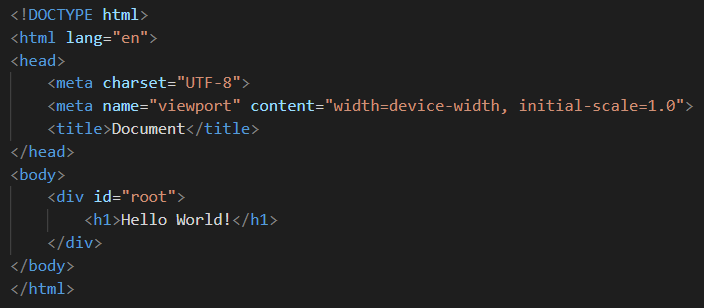 <!DOCTYPE html>
<html lang="en">
<head>
    <meta charset="UTF-8">
    <meta name="viewport" content="width=device-width, initial-scale=1.0">
    <title>Document</title>
</head>
<body>
    <div id="root">
        <h1>Hello World!</h1>
    </div>
</body>
</html>